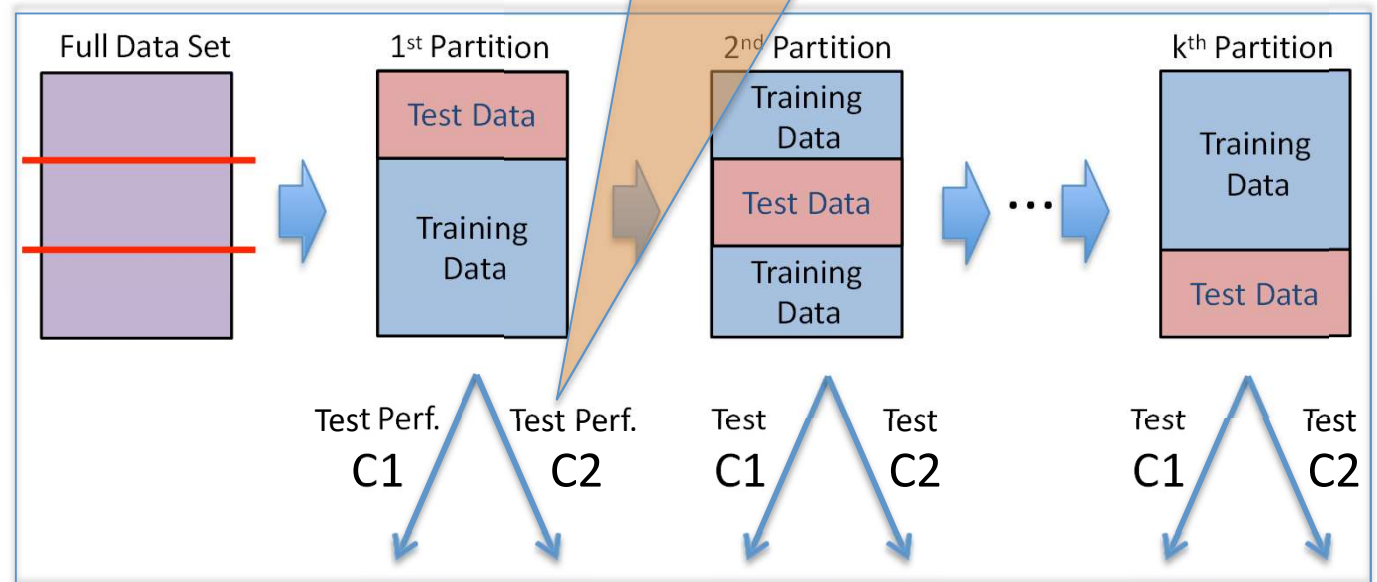 Full Data Set
1st Partition
2nd Partition
kth Partition
Test Data
Training
Data
Training
Data
Test Data
Training
Data
...
Training
Data
Test Data
Test Perf.
C1
Test Perf.
C2
Test
C1
Test
C2
Test
C1
Test
C2